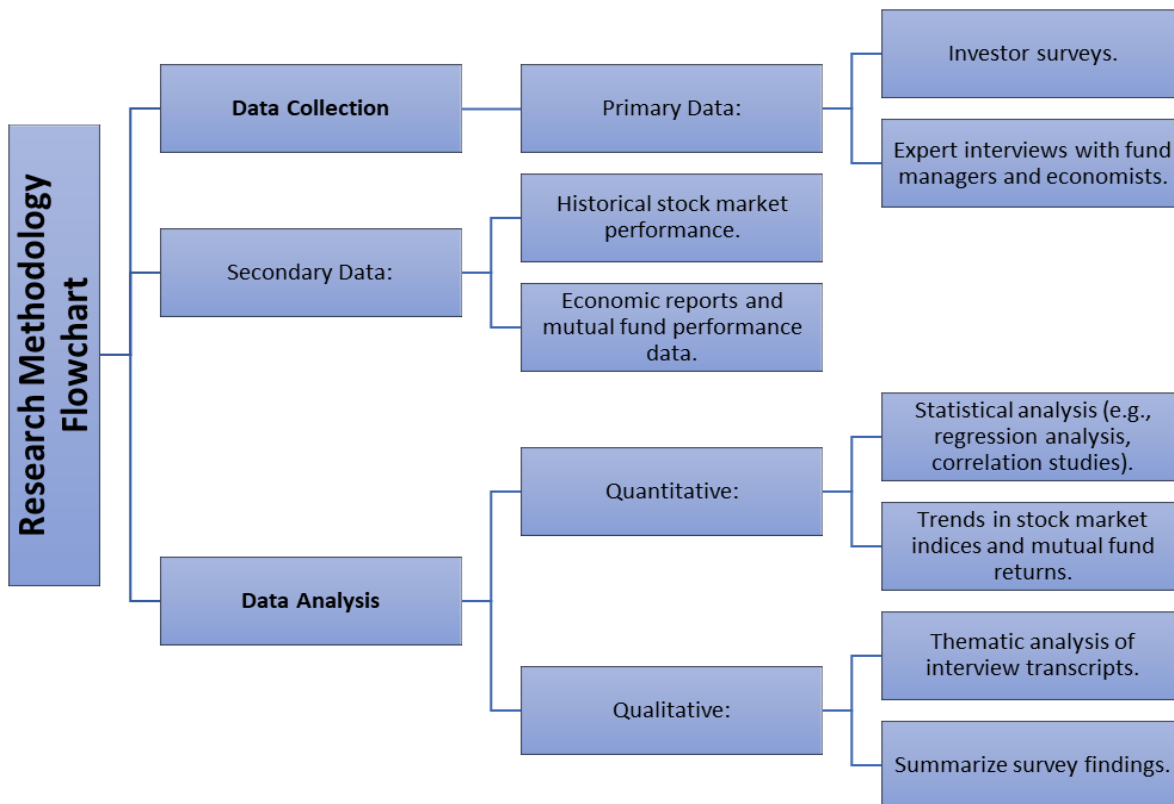 Research Methodology
Flowchart
Data Collection
Primary Data:
Investor surveys.
Expert interviews with fund
managers and economists.
Secondary Data:
Historical stock market
performance.
Economic reports and
mutual fund performance
data.
Data Analysis
Quantitative:
Statistical analysis (e.g.,
regression analysis,
correlation studies).
Trends in stock market
indices and mutual fund
returns.
Qualitative:
Thematic analysis of
interview transcripts.
Summarize survey findings.